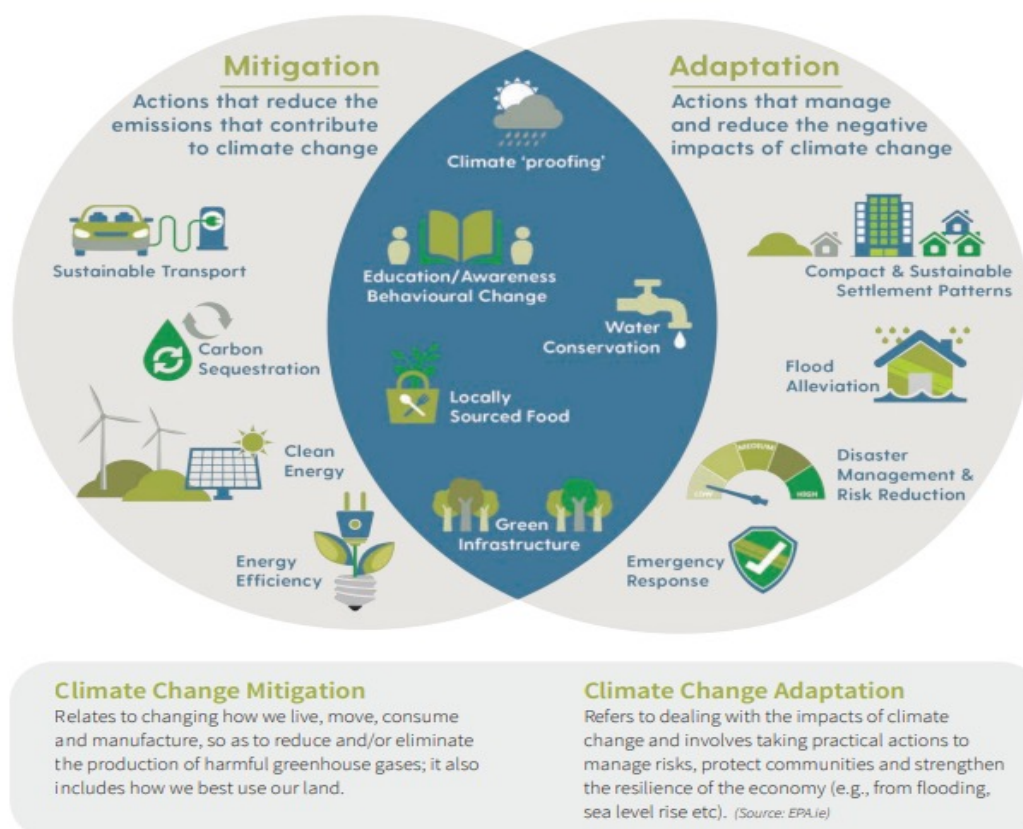 Mitigation
Actions that reduce the
emissions that contribute
to climate change
Sustainable Transport
Carbon
Sequestration
Clean
Energy
Energy
Efficiency
Climate ‘proofing’
Education/Awareness
Behavioural Change
Water
Conservation
Locally
Sourced Food
Green
Infrastructure
Adaptation
Actions that manage
and reduce the negative
impacts of climate change
Compact & Sustainable
Settlement Patterns
Flood
Alleviation
LOW
MEDIUM
HIGH
Disaster
Management &
Risk Reduction
Emergency
Response
Climate Change Mitigation
Relates to changing how we live, move, consume
and manufacture, so as to reduce and/or eliminate
the production of harmful greenhouse gases; it also
includes how we best use our land.
Climate Change Adaptation
Refers to dealing with the impacts of climate
change and involves taking practical actions to
manage risks, protect communities and strengthen
the resilience of the economy (e.g., from flooding,
sea level rise etc). (Source: EPA.ie)